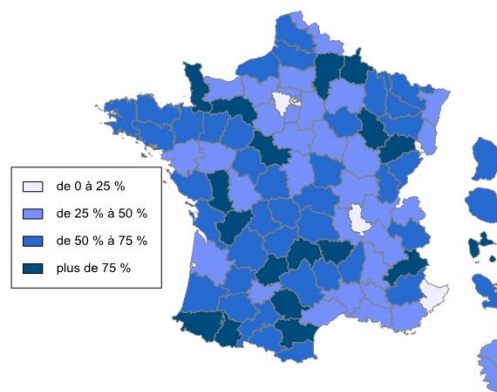 de 0 à 25 %
de 25 % à 50 %
de 50 % à 75 %
plus de 75 %